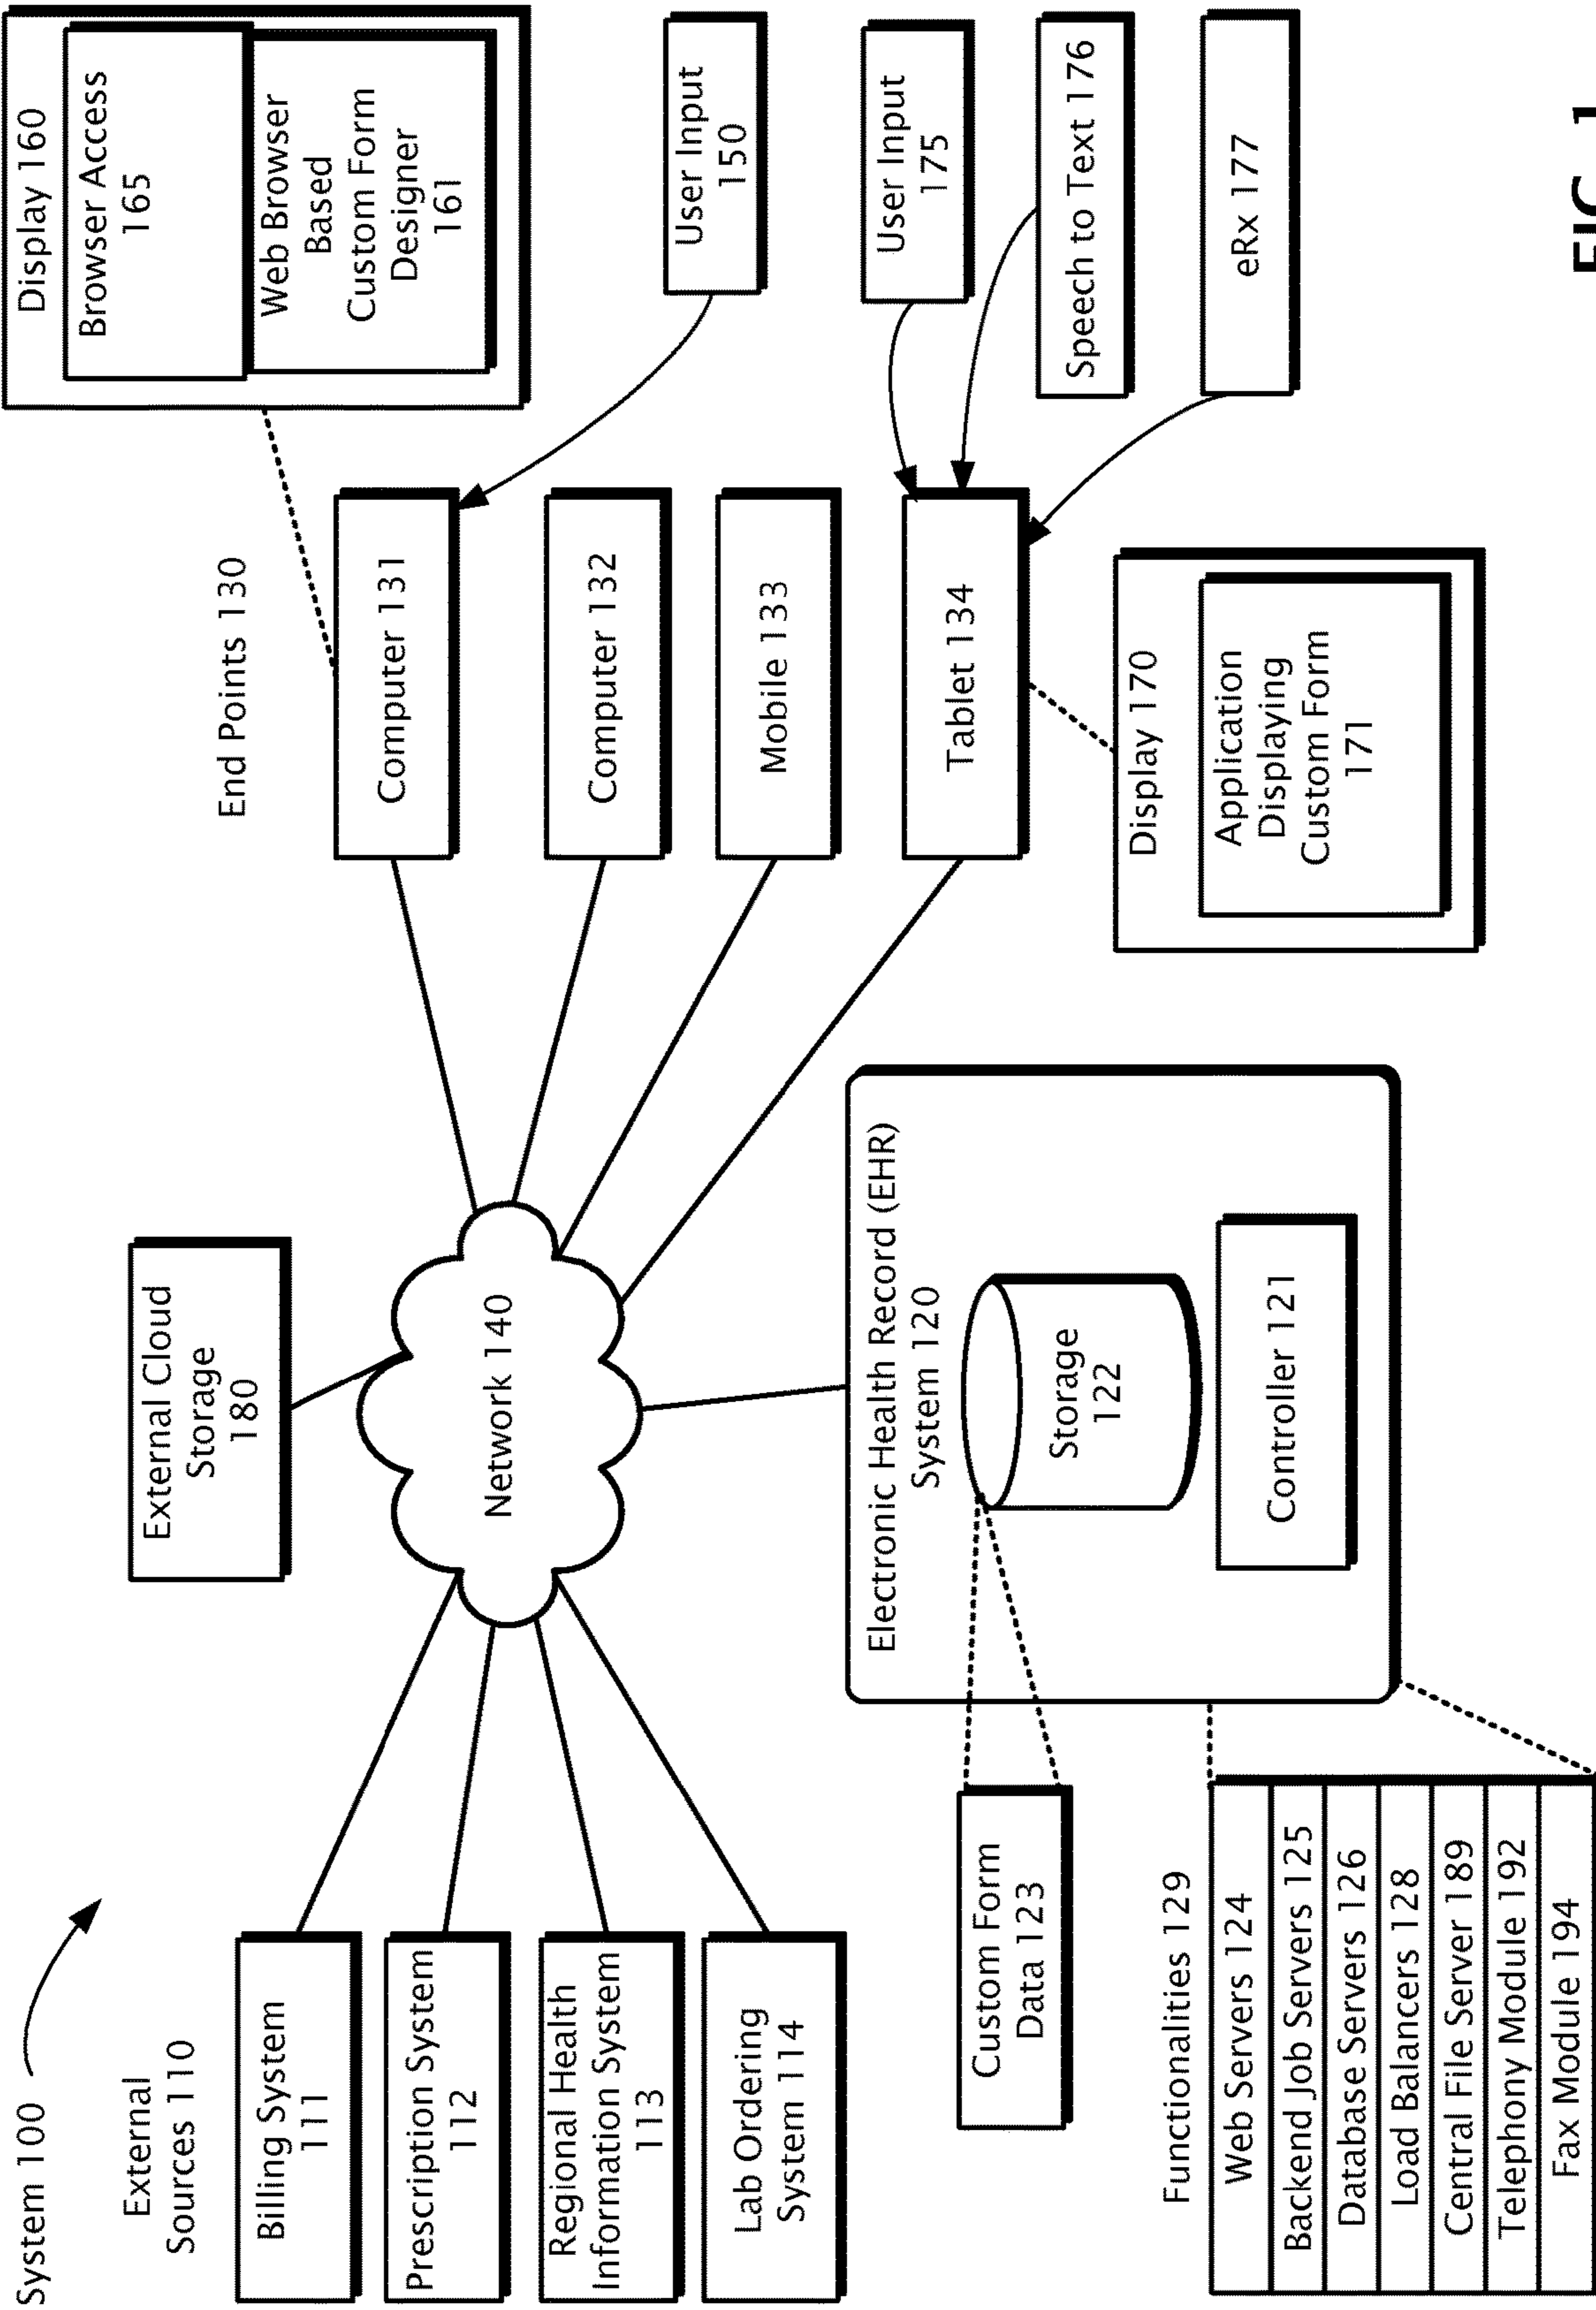 System 100
External
Sources 110
Billing System
111
Prescription System
112
Regional Health
Information System
113
Lab Ordering
System 114
External Cloud
Storage
180
Network 140
End Points 130
Computer 131
Computer 132
Mobile 133
Tablet 134
Display 160
Browser Access
165
Web Browser
Based
Custom Form
Designer
161
User Input
150
User Input
175
Speech to Text 176
eRx 177
Display 170
Application
Displaying
Custom Form
171
Electronic Health Record (EHR)
System 120
Storage
122
Controller 121
Custom Form
Data 123
Functionalities 129
Web Servers 124
Backend Job Servers 125
Database Servers 126
Load Balancers 128
Central File Server 189
Telephony Module 192
Fax Module 194
FIG. 1